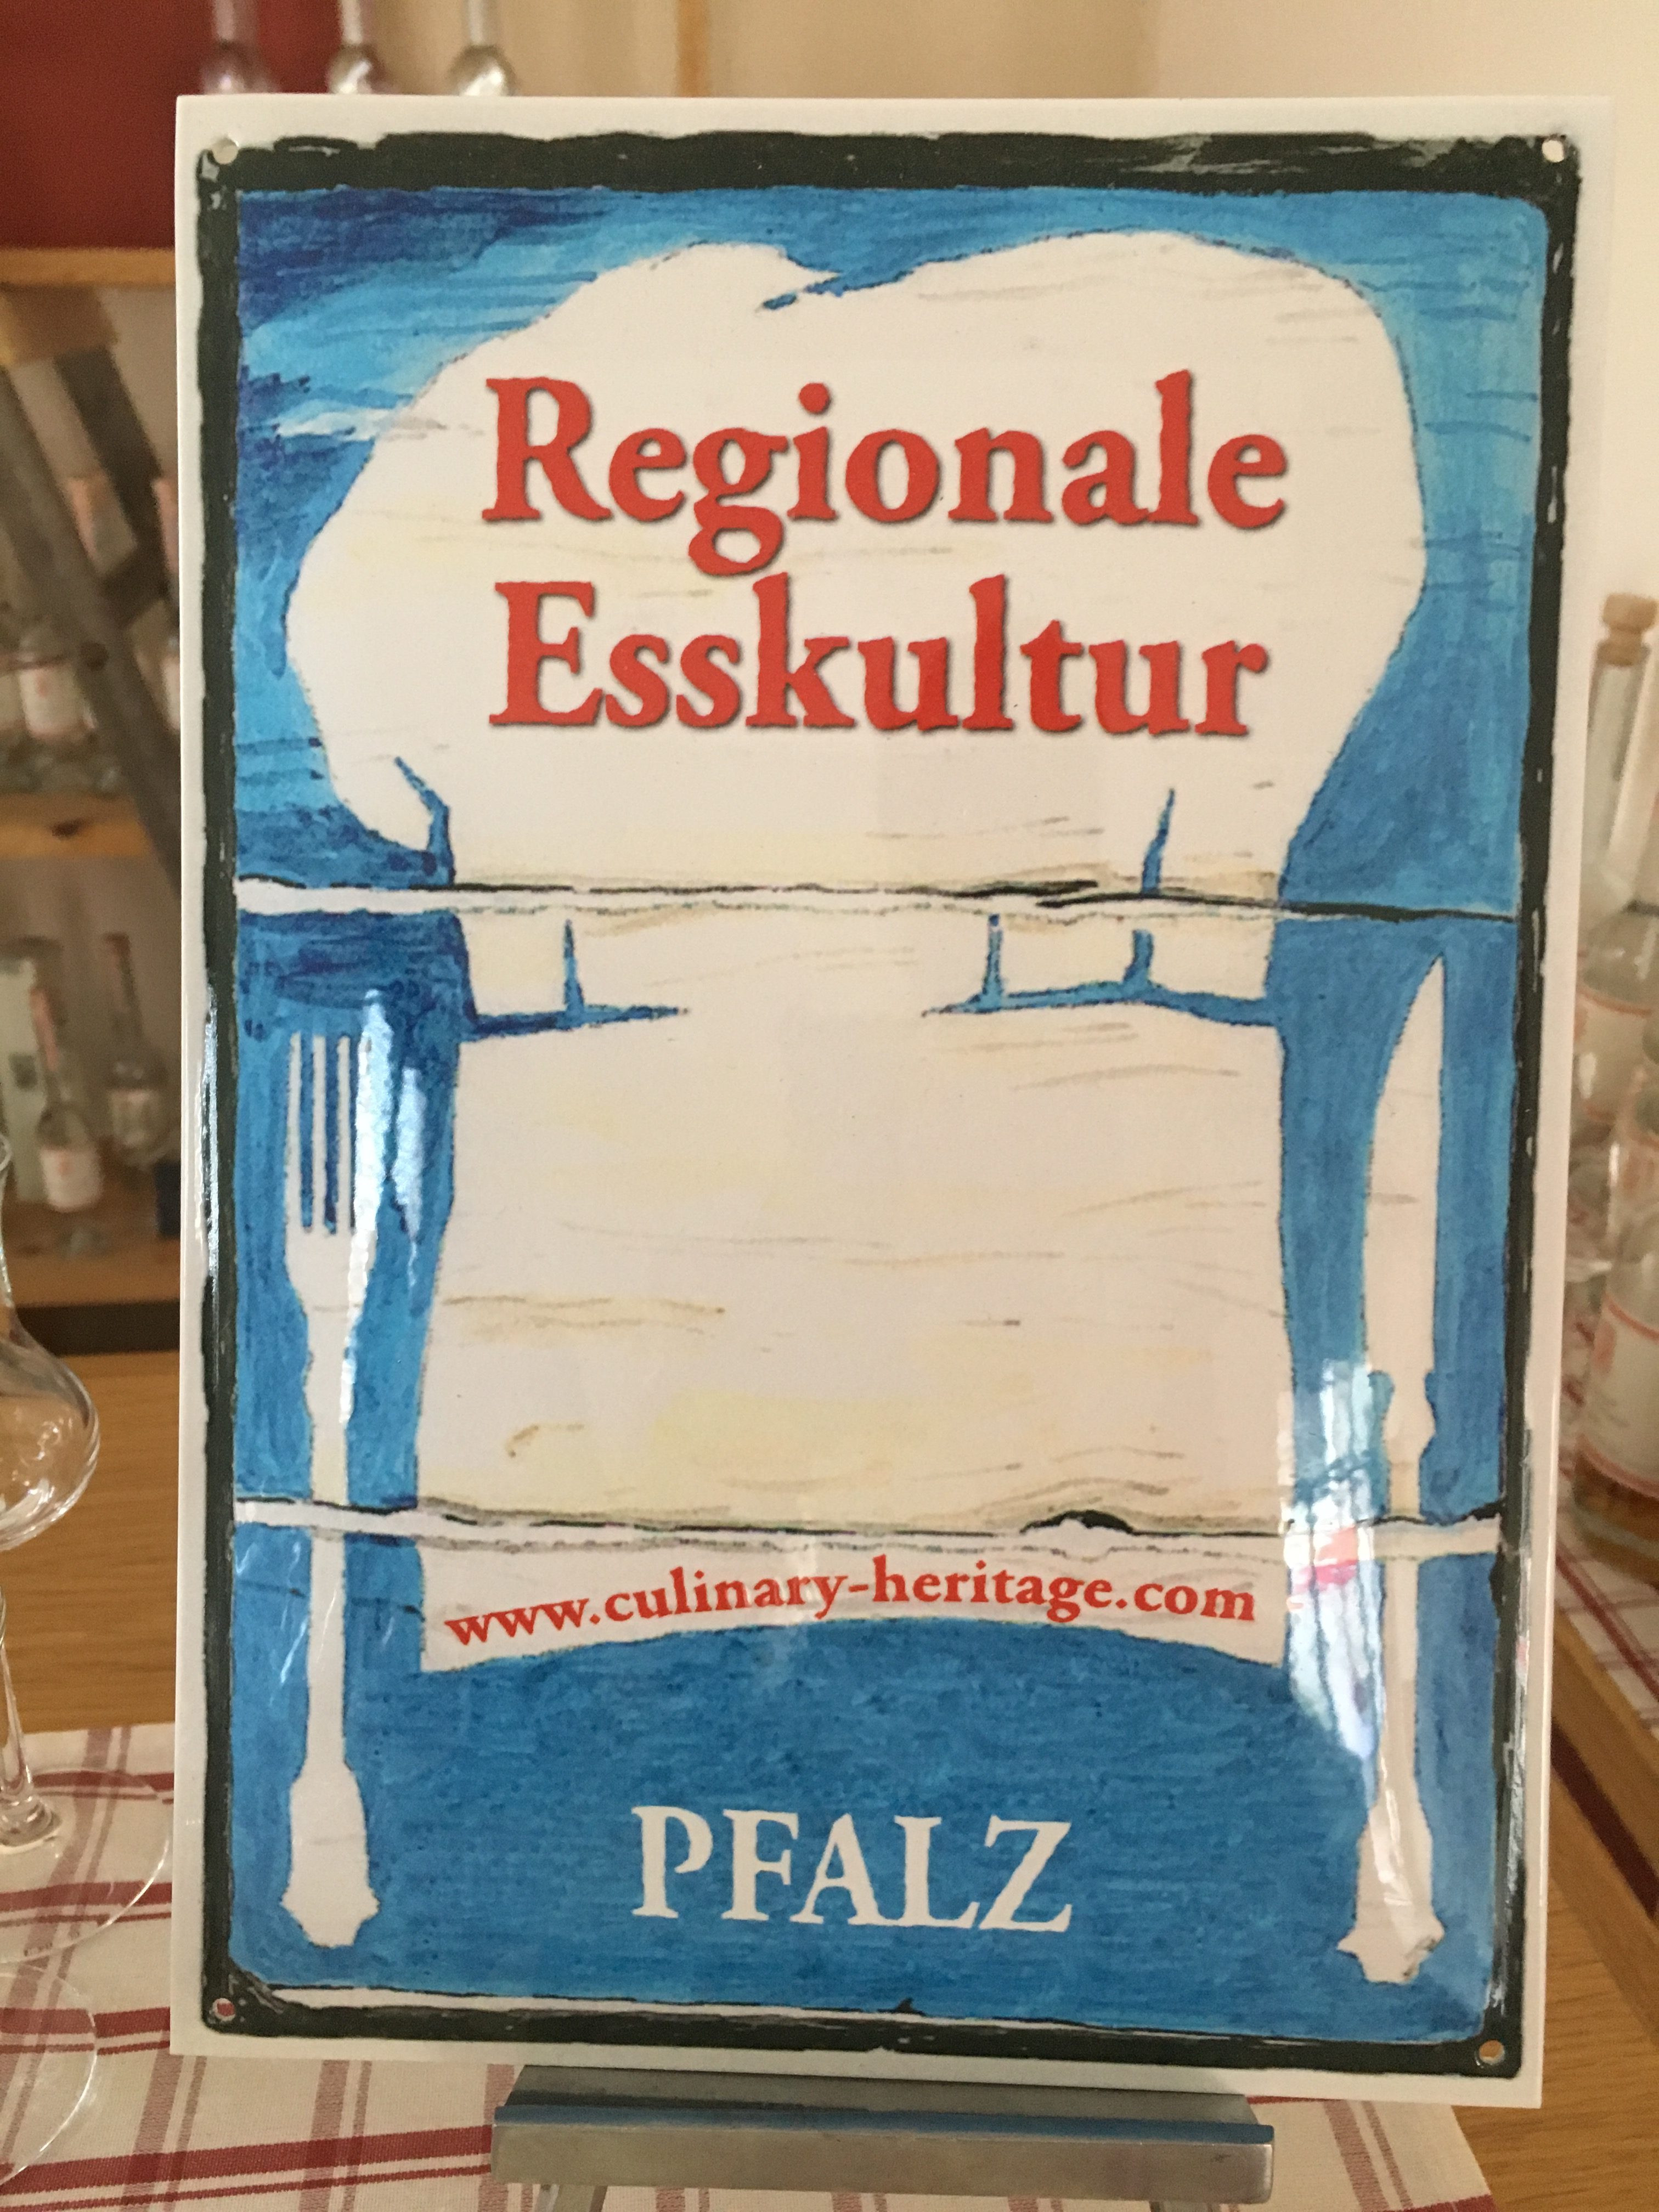 Regionale
Esskultur
www.culinary-heritage.com
PFALZ